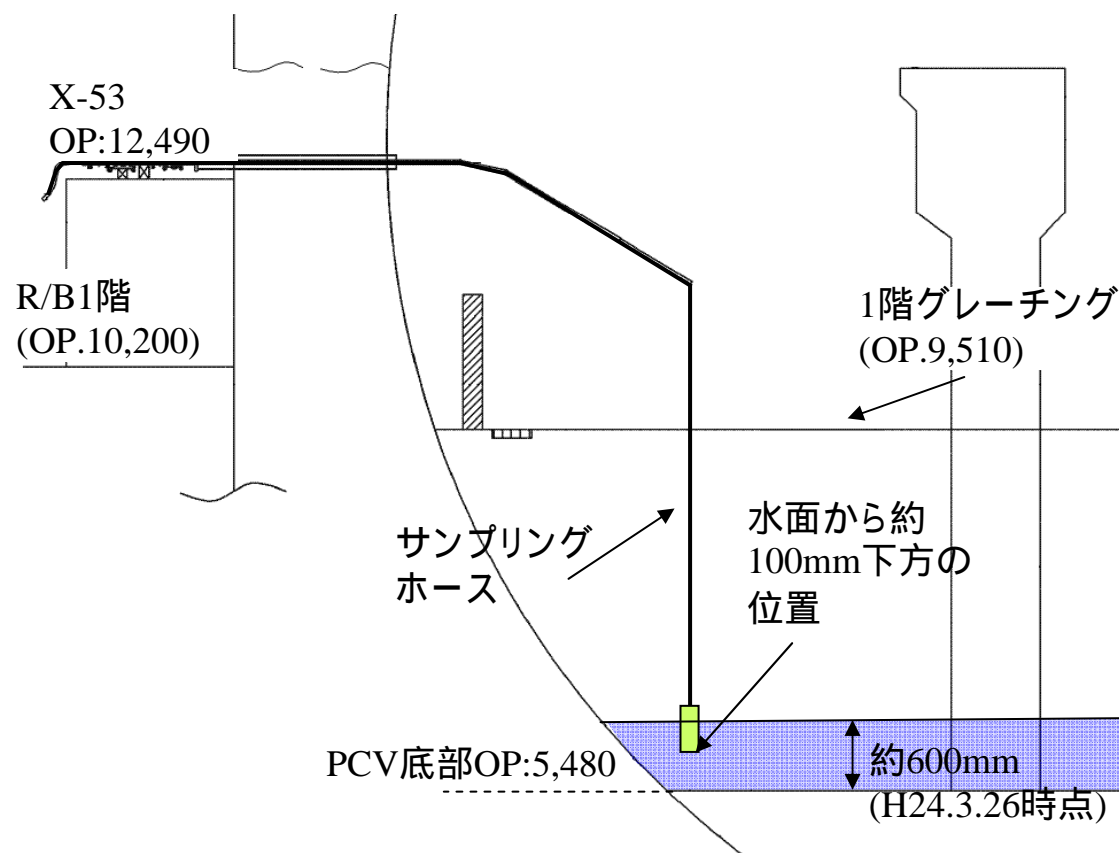 X-53
OP:12,490
R/B1階
(OP.10,200)
1階グレーチング
(OP.9,510)
サンプリング
ホース
水面から約
100mm下方の
位置
PCV底部OP:5,480
約600mm
(H24.3.26時点)